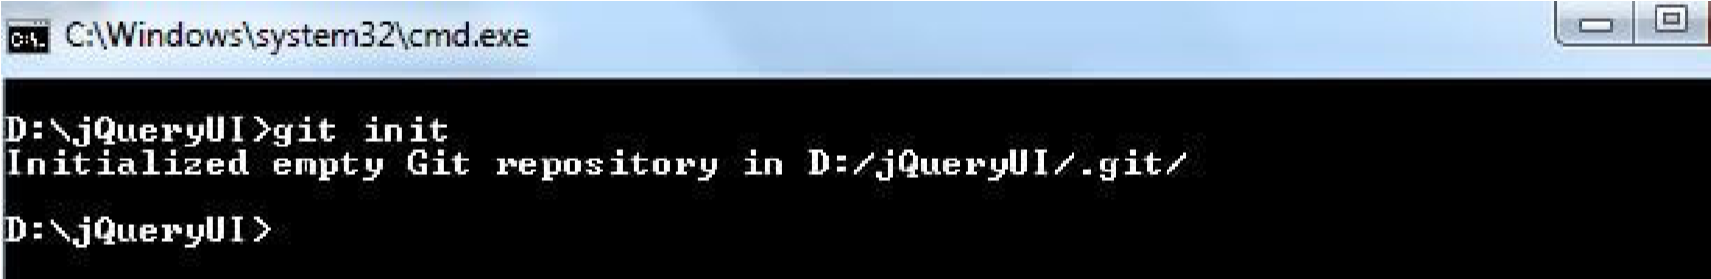 C:\Windows\system32\cmd.exe
D:\jQueryUI>git init
Initialized empty Git repository in D:/jQueryUI/.git/
D:\jQueryUI>